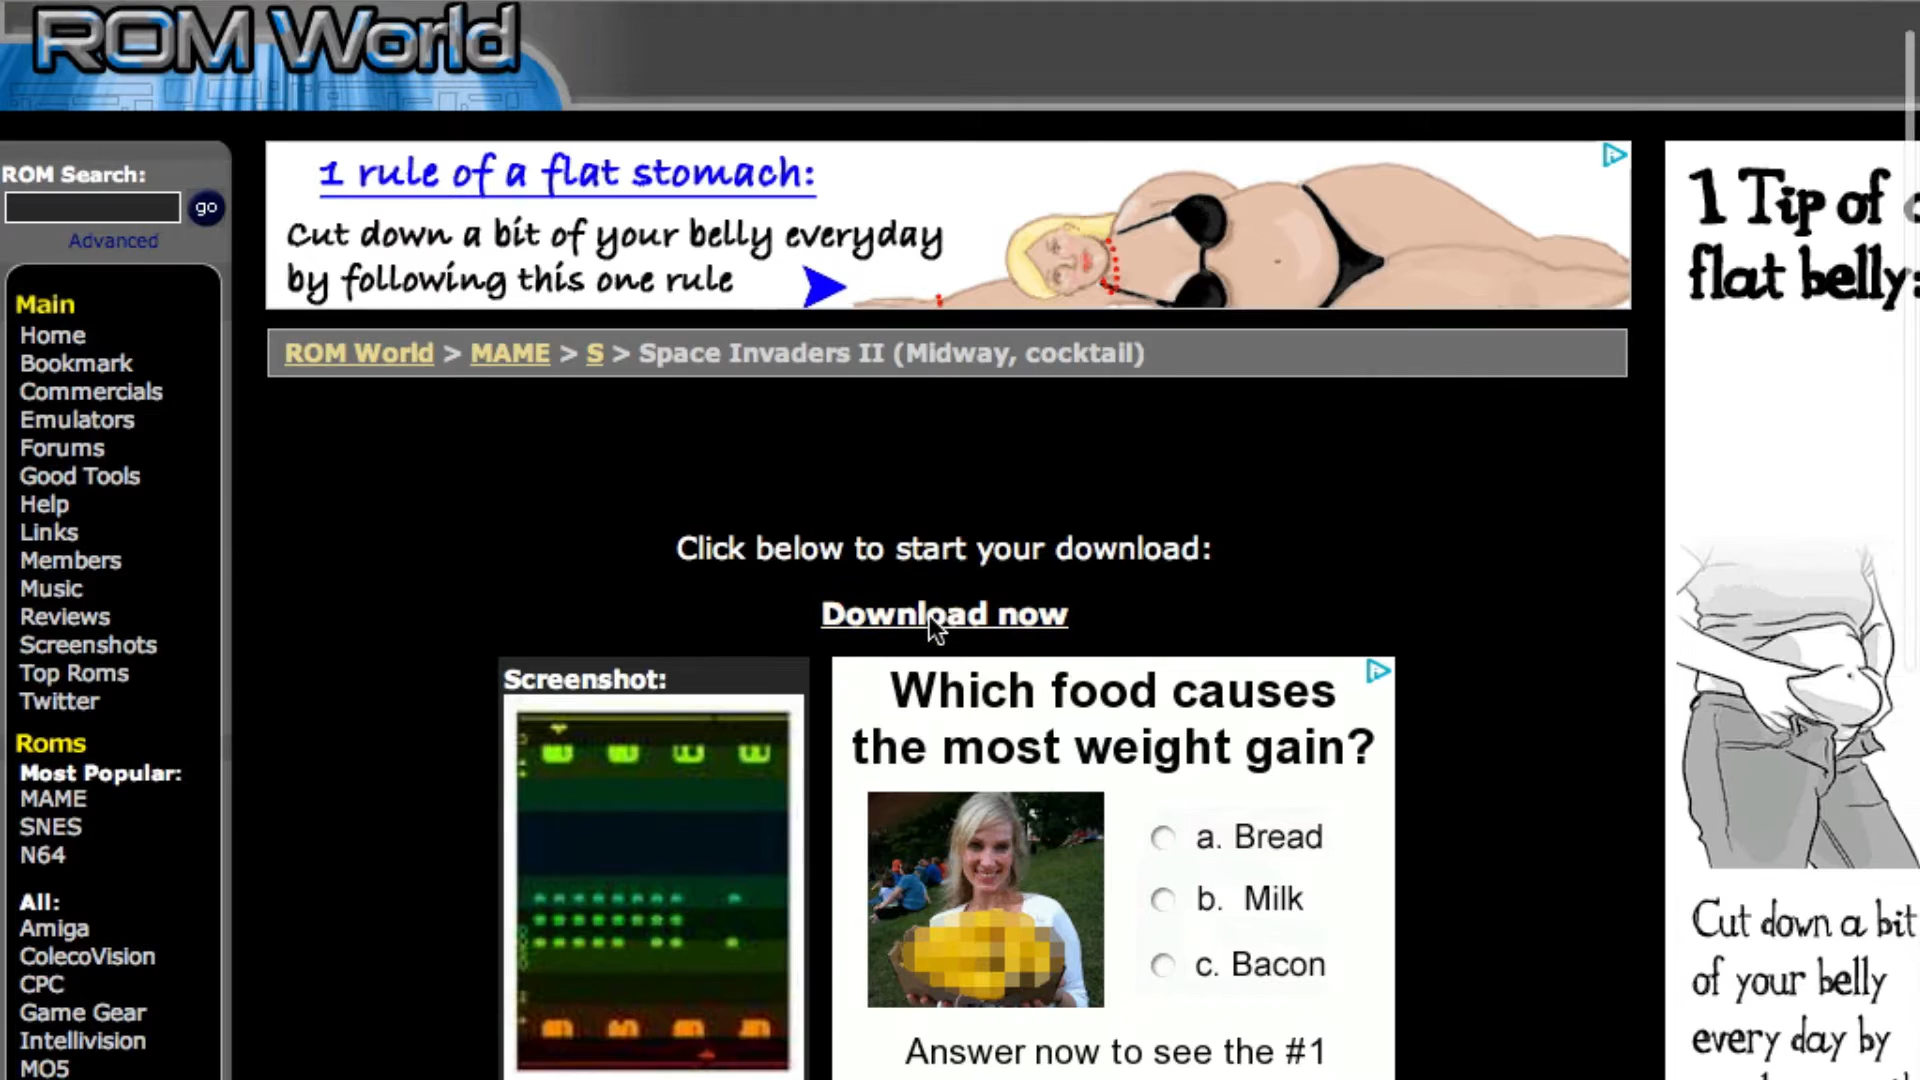 ROM World
ROM Search:
go
Advanced
Main
Home
Bookmark
Commercials
Emulators
Forums
Good Tools
Help
Links
Members
Music
Reviews
Screenshots
Top Roms
Twitter
Roms
Most Popular:
MAME
SNES
N64
All:
Amiga
ColecoVision
CPC
Game Gear
Intellivision
MO5
1 rule of a flat stomach:
Cut down a bit of your belly everyday
by following this one rule
ROM World > MAME > S > Space Invaders II (Midway, cocktail)
Click below to start your download:
Download now
Screenshot:
Which food causes
the most weight gain?
a. Bread
b. Milk
c. Bacon
Answer now to see the #1
1 Tip of
flat belly:
Cut down a bit
of your belly
every day by